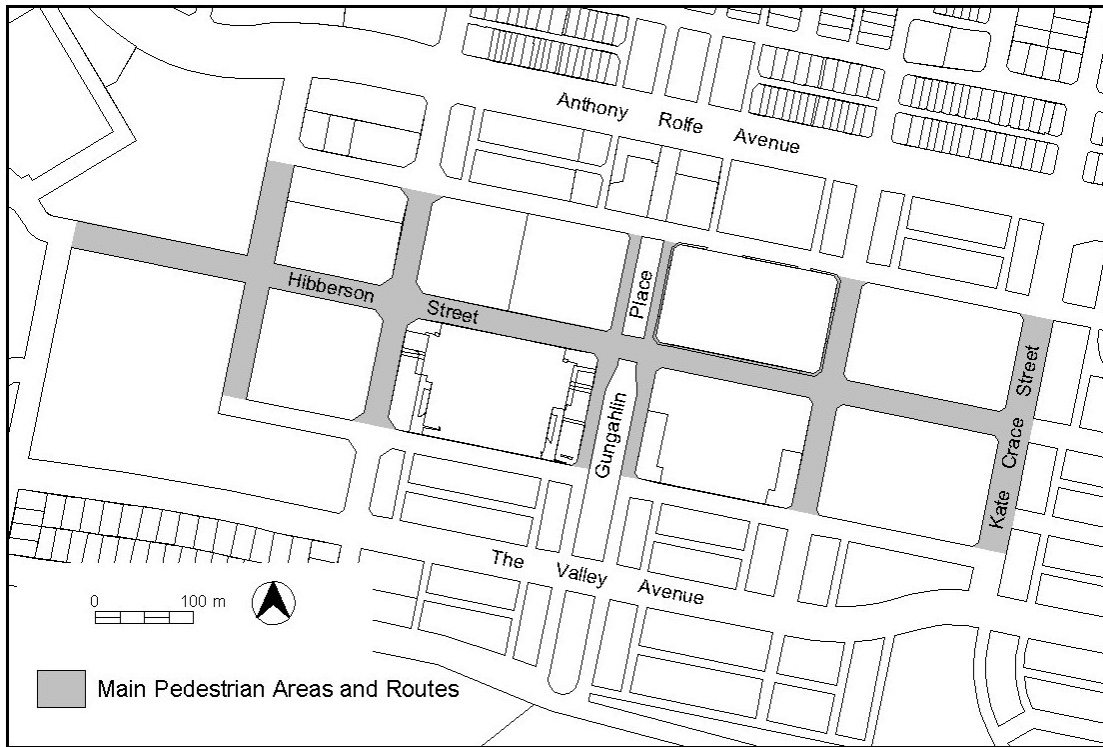 Anthony Rolfe Avenue
Hibberson Street
Gungahlin Place
Kate Crace Street
The Valley Avenue
0 100 m
Main Pedestrian Areas and Routes